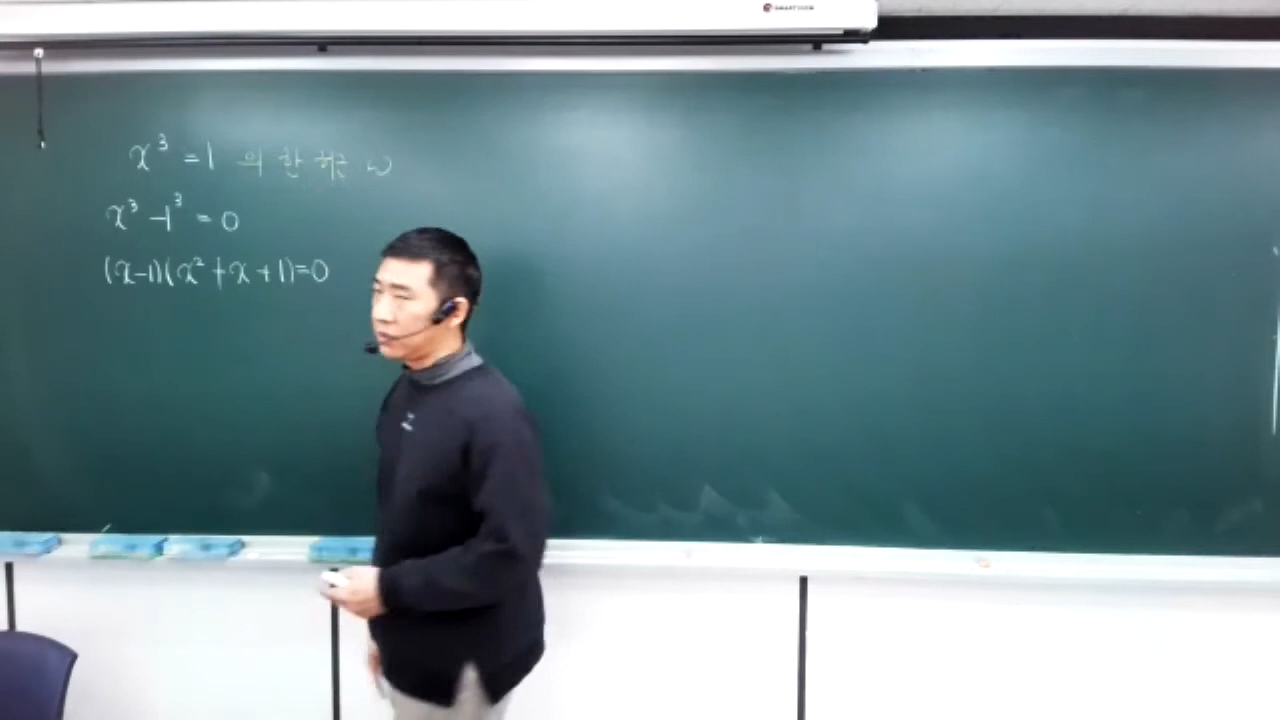 x³ = 1 의 한 허근 ω
x³ - 1³ = 0
(x-1)(x² + x + 1)=0